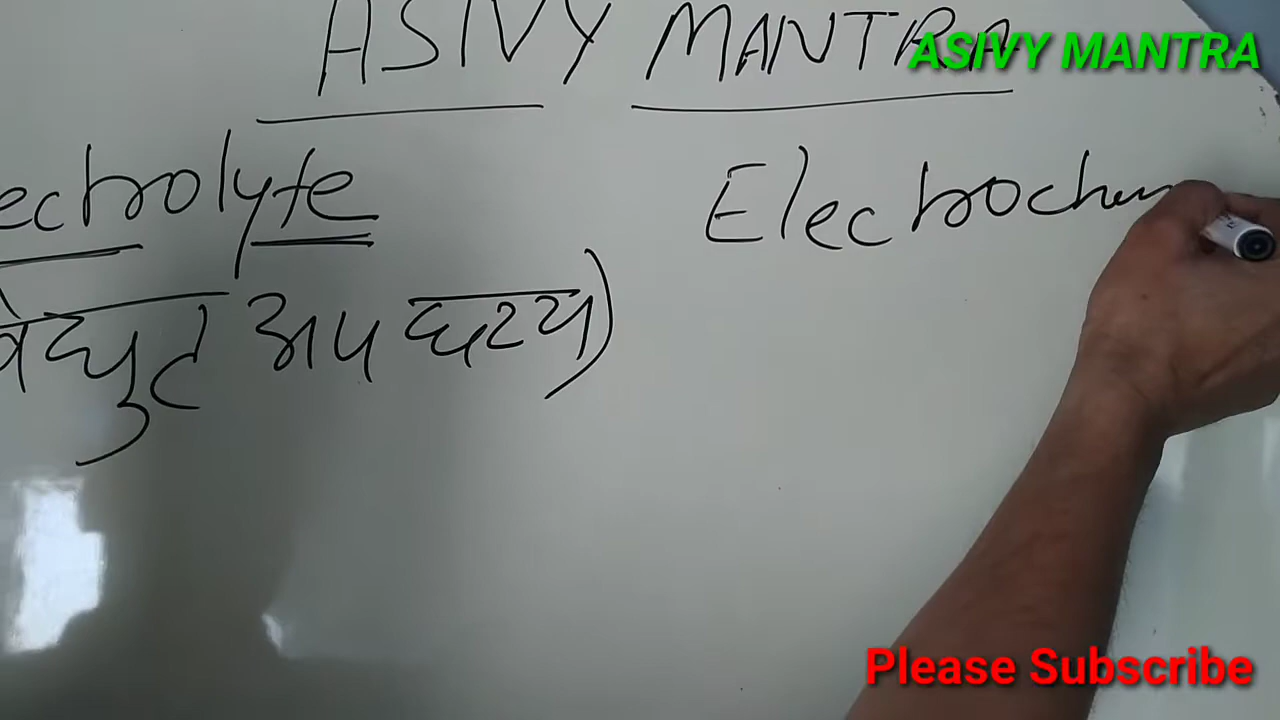 ASIVY MANTRA
ASIVY MANTRA
ectrolyte
Electrochem
वैद्युत अपघट्य)
Please Subscribe